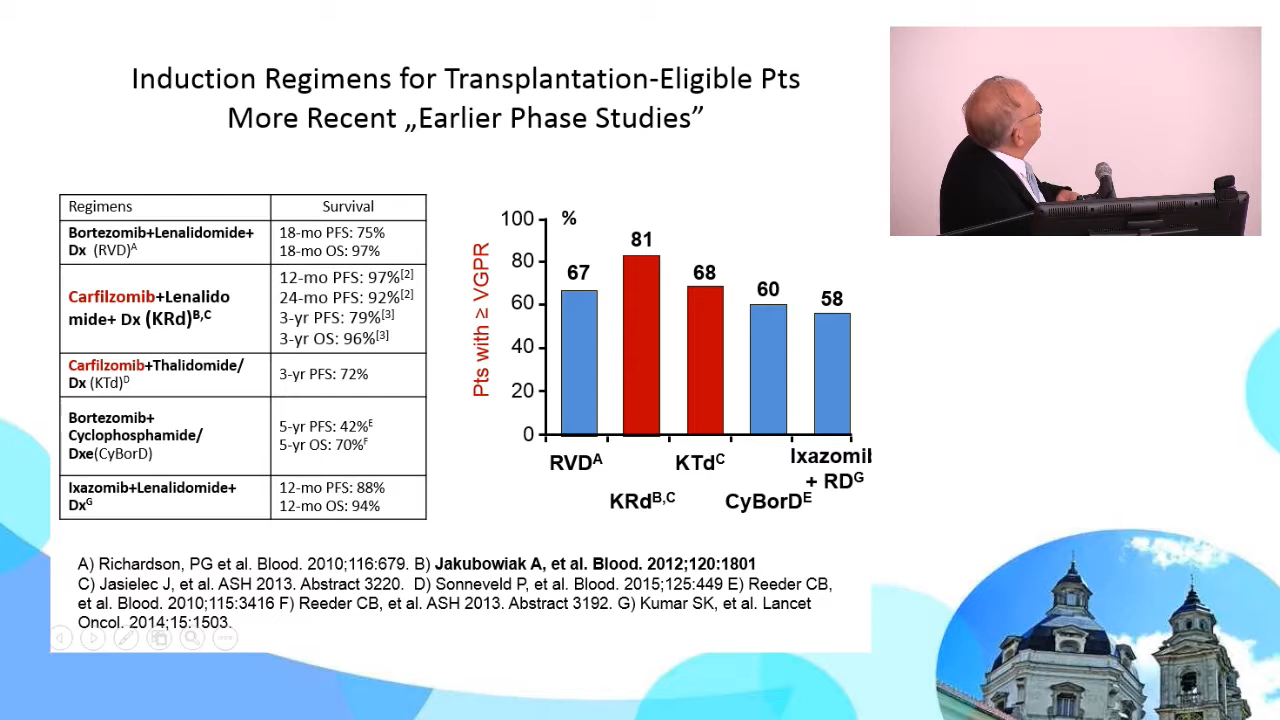 Induction Regimens for Transplantation-Eligible Pts
More Recent „Earlier Phase Studies”
Regimens Survival
Bortezomib+Lenalidomide+
Dx (RVD)A
18-mo PFS: 75%
18-mo OS: 97%
Carfilzomib+Lenalido
mide+ Dx (KRd)B,C
12-mo PFS: 97%[2]
24-mo PFS: 92%[2]
3-yr PFS: 79%[3]
3-yr OS: 96%[3]
Carfilzomib+Thalidomide/
Dx (KTd)D
3-yr PFS: 72%
Bortezomib+
Cyclophosphamide/
Dxe(CyBorD)
5-yr PFS: 42%E
5-yr OS: 70%F
Ixazomib+Lenalidomide+
DxG
12-mo PFS: 88%
12-mo OS: 94%
Pts with ≥ VGPR
%
100
80
60
40
20
0
67
81
68
60
58
RVDA
KRdB,C
KTdC
CyBorDE
Ixazomib
+ RDG
A) Richardson, PG et al. Blood. 2010;116:679. B) Jakubowiak A, et al. Blood. 2012;120:1801
C) Jasielec J, et al. ASH 2013. Abstract 3220. D) Sonneveld P, et al. Blood. 2015;125:449 E) Reeder CB,
et al. Blood. 2010;115:3416 F) Reeder CB, et al. ASH 2013. Abstract 3192. G) Kumar SK, et al. Lancet
Oncol. 2014;15:1503.